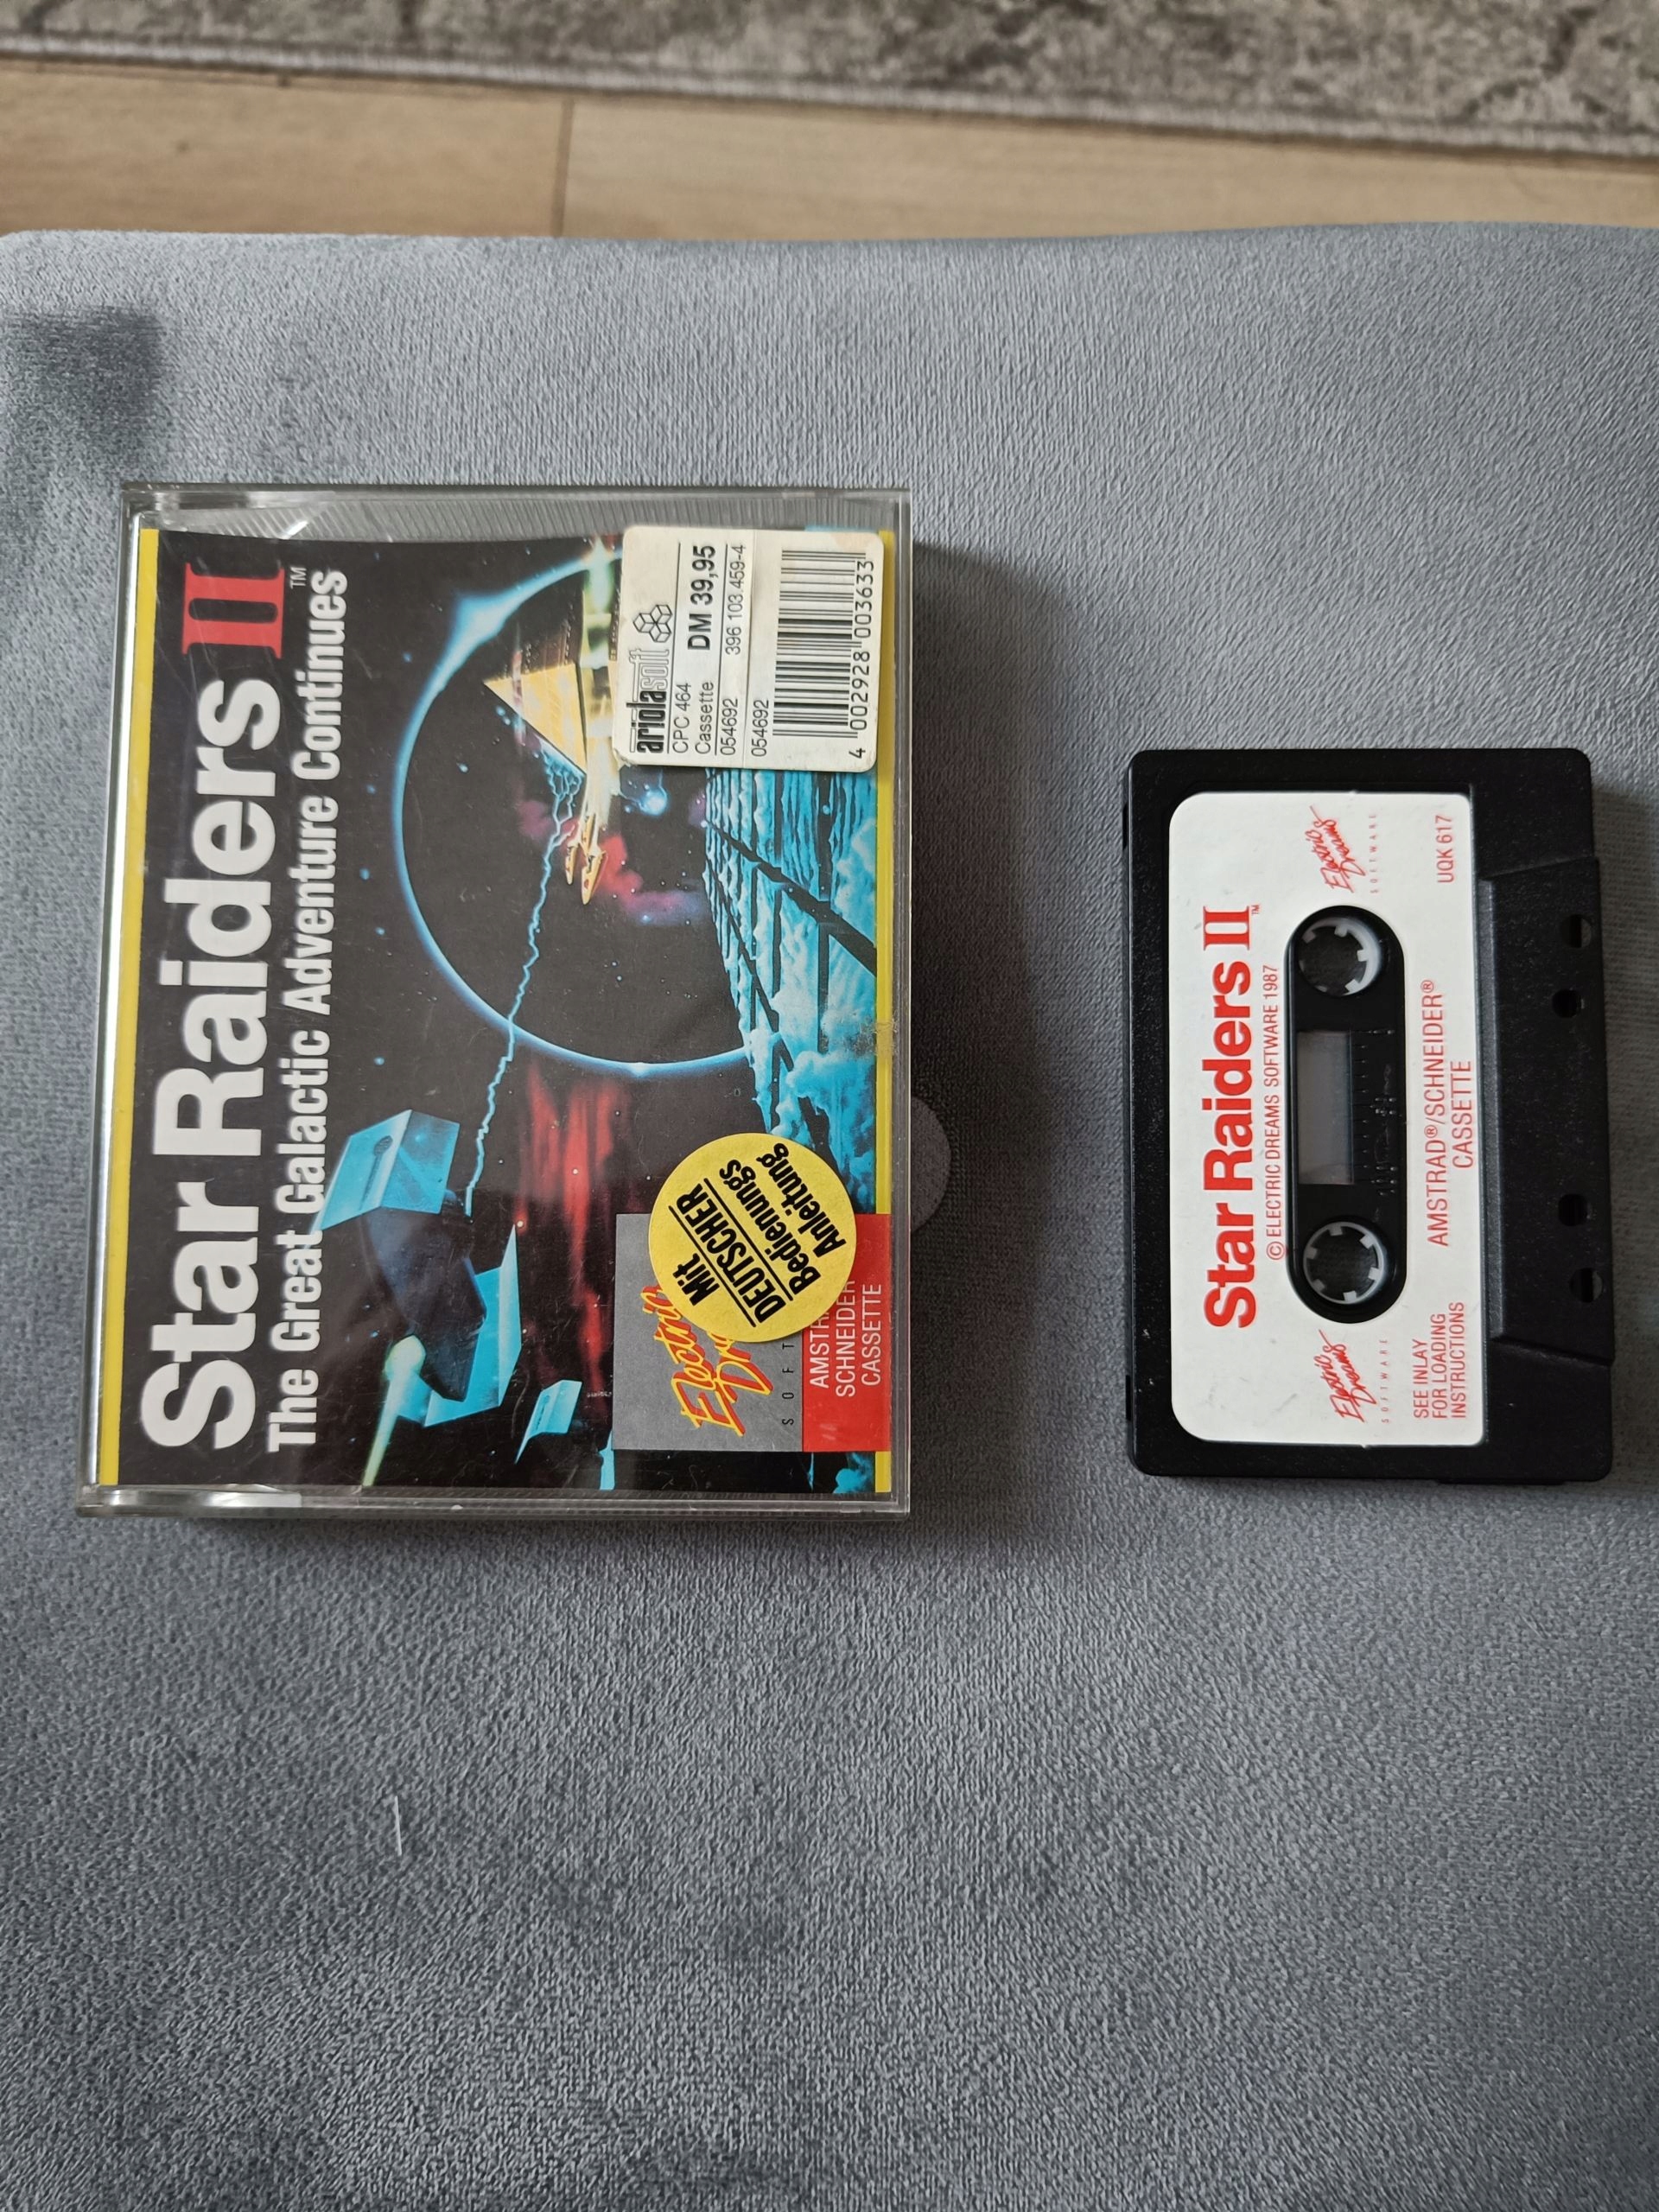 Star Raiders II
™
The Great Galactic Adventure Continues
ariolasoft
CPC 464
Cassette DM 39,95
054692 396 103 459-4
054692
4 002928 003633
Mit
DEUTSCHER
Bedienungs
Anleitung
Electric
SOFT
SCHNEIDER
CASSETTE
Star Raiders II
™
© ELECTRIC DREAMS SOFTWARE 1987
Electric
Dreams
SOFTWARE
Electric
Dreams
SOFTWARE
SEE INLAY
FOR LOADING
INSTRUCTIONS
AMSTRAD®/SCHNEIDER®
CASSETTE
UQK 617